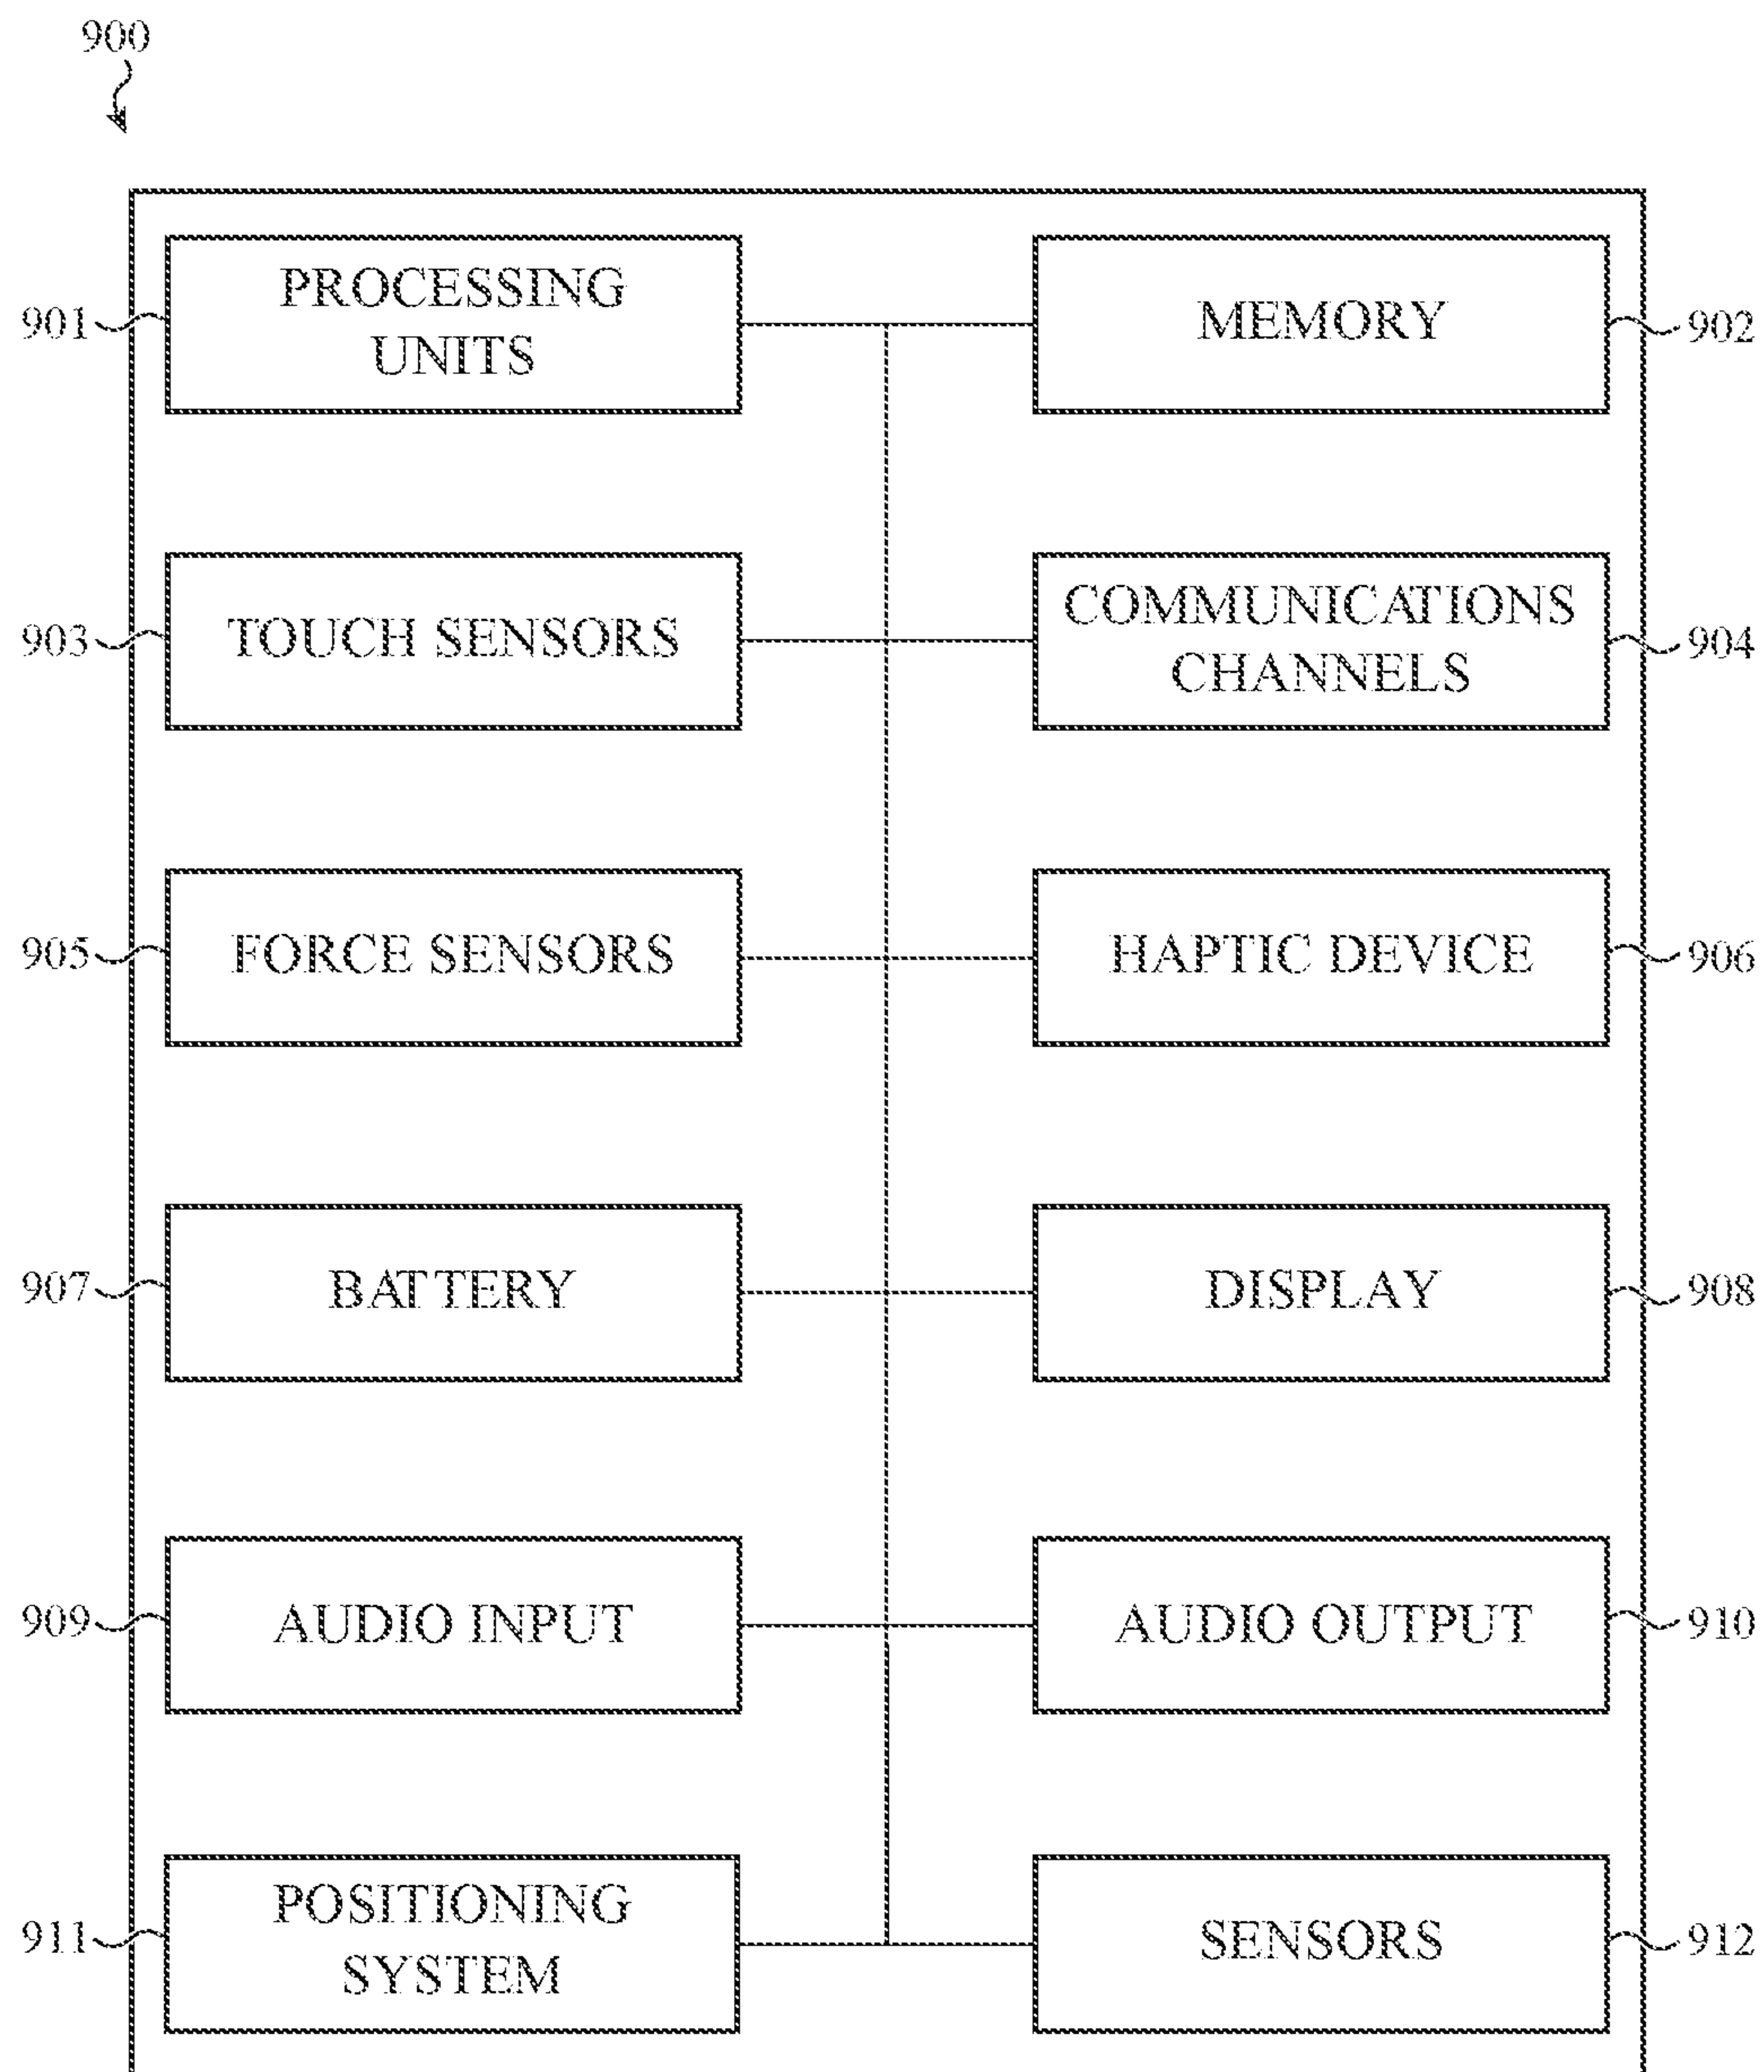 900
PROCESSING
UNITS
901
MEMORY
902
TOUCH SENSORS
903
COMMUNICATIONS
CHANNELS
904
FORCE SENSORS
905
HAPTIC DEVICE
906
BATTERY
907
DISPLAY
908
AUDIO INPUT
909
AUDIO OUTPUT
910
POSITIONING
SYSTEM
911
SENSORS
912